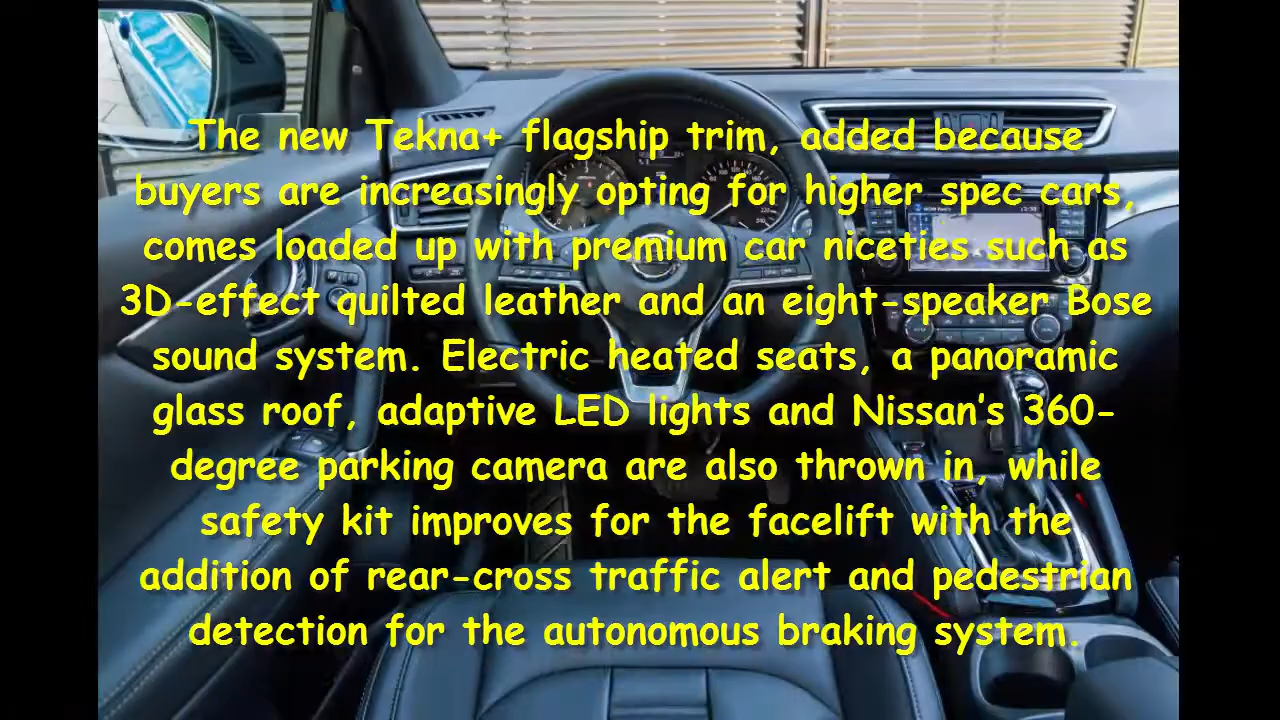 The new Tekna+ flagship trim, added because
buyers are increasingly opting for higher spec cars,
comes loaded up with premium car niceties such as
3D-effect quilted leather and an eight-speaker Bose
sound system. Electric heated seats, a panoramic
glass roof, adaptive LED lights and Nissan's 360-
degree parking camera are also thrown in, while
safety kit improves for the facelift with the
addition of rear-cross traffic alert and pedestrian
detection for the autonomous braking system.